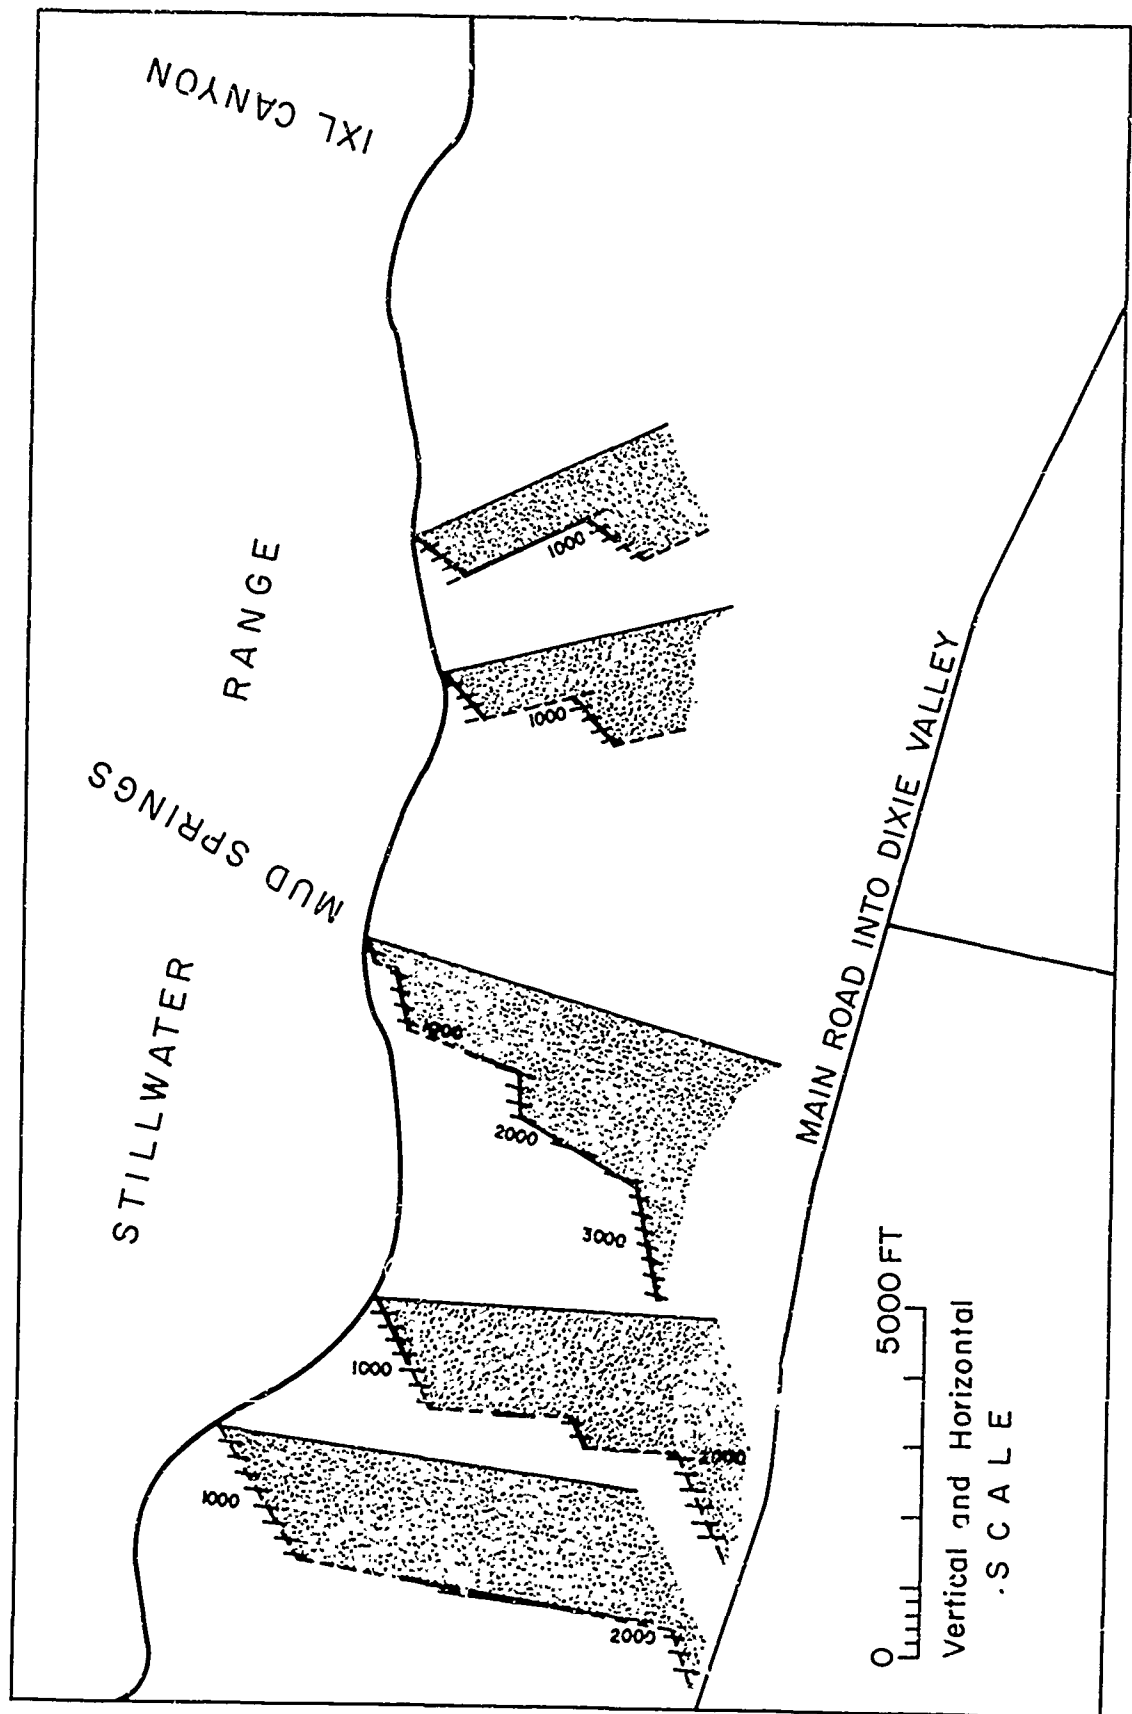 IXL CANYON
STILLWATER RANGE
MUD SPRINGS
1000
1000
1000
2000
3000
1000
2000
1000
2000
MAIN ROAD INTO DIXIE VALLEY
0 5000 FT
Vertical and Horizontal
SCALE